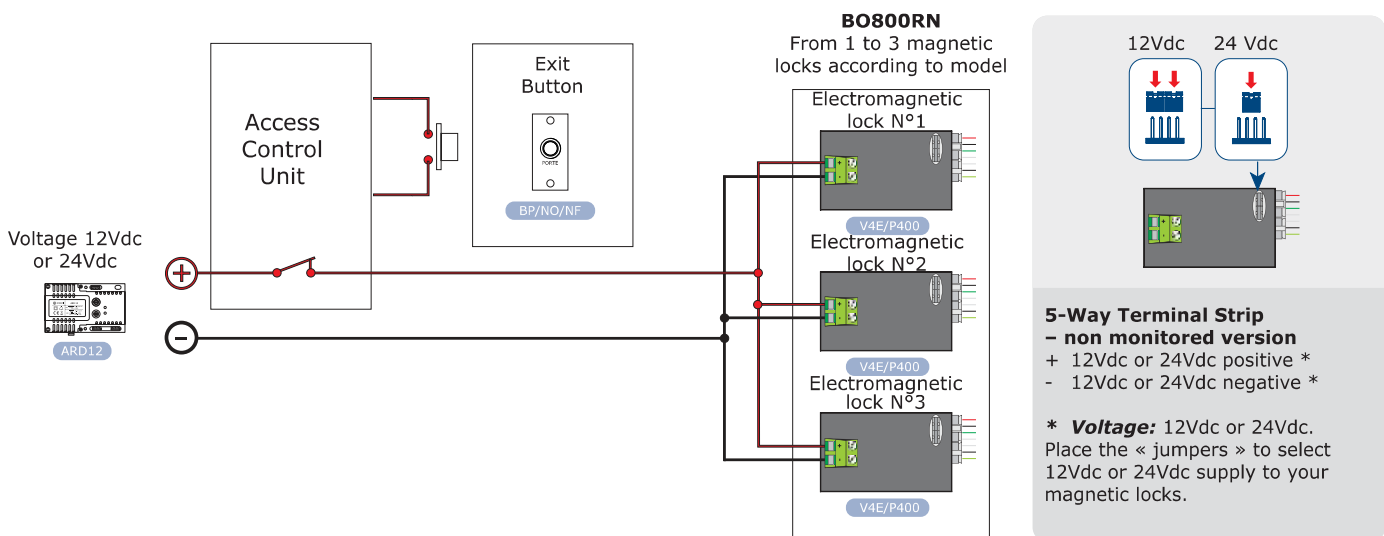 BO800RN
From 1 to 3 magnetic
locks according to model
Access
Control
Unit
Exit
Button
PORTE
BP/NO/NF
Voltage 12Vdc
or 24Vdc
+
-
ARD12
Electromagnetic
lock N°1
+
-
V4E/P400
Electromagnetic
lock N°2
+
-
V4E/P400
Electromagnetic
lock N°3
+
-
V4E/P400
12Vdc
24 Vdc
+
-
5-Way Terminal Strip
– non monitored version
+ 12Vdc or 24Vdc positive *
- 12Vdc or 24Vdc negative *
* Voltage: 12Vdc or 24Vdc.
Place the « jumpers » to select
12Vdc or 24Vdc supply to your
magnetic locks.